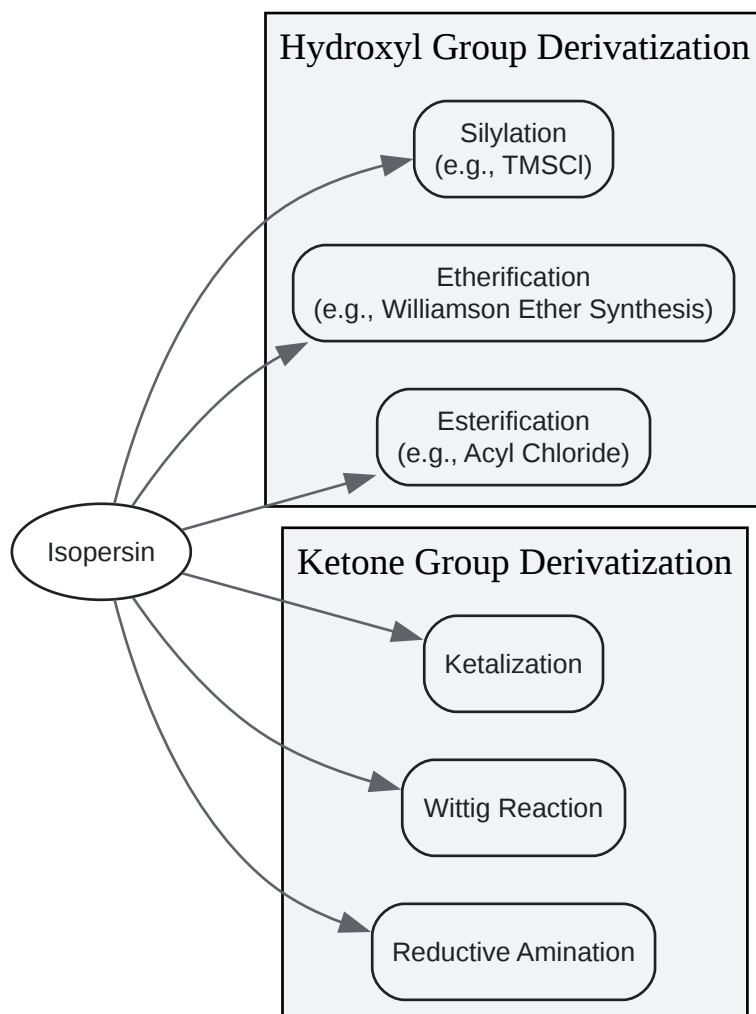 Hydroxyl Group Derivatization
Silylation
(e.g., TMSCl)
Etherification
(e.g., Williamson Ether Synthesis)
Esterification
(e.g., Acyl Chloride)
Isopersin
Ketone Group Derivatization
Ketalization
Wittig Reaction
Reductive Amination